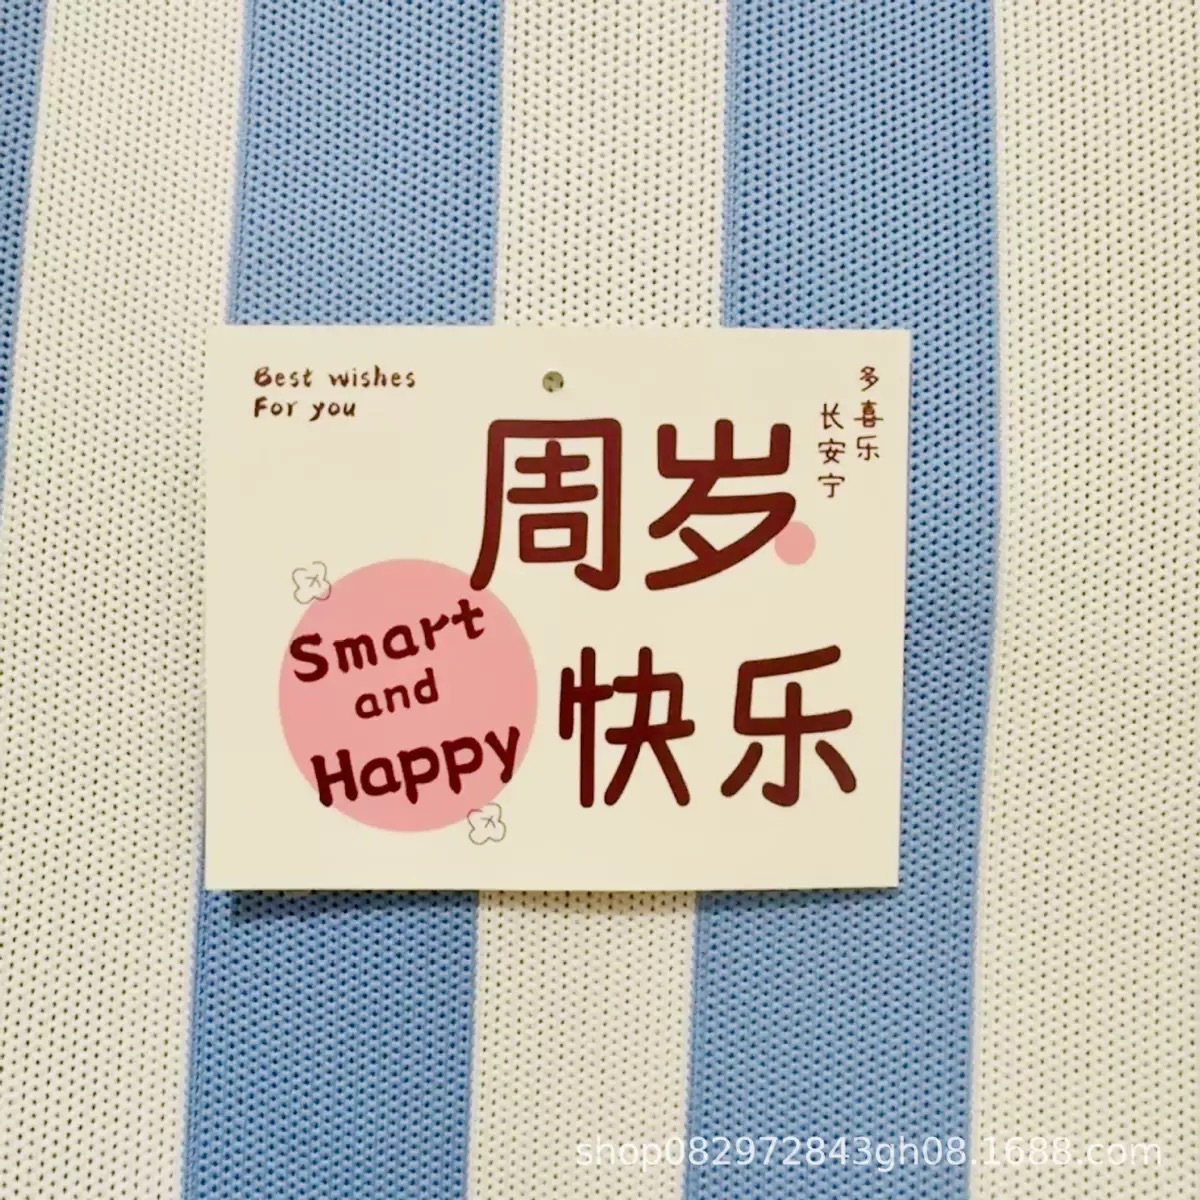 Best wishes
For you
多喜乐
长安宁
周岁
快乐
Smart
and
Happy
shop082972843gh08.1688.com